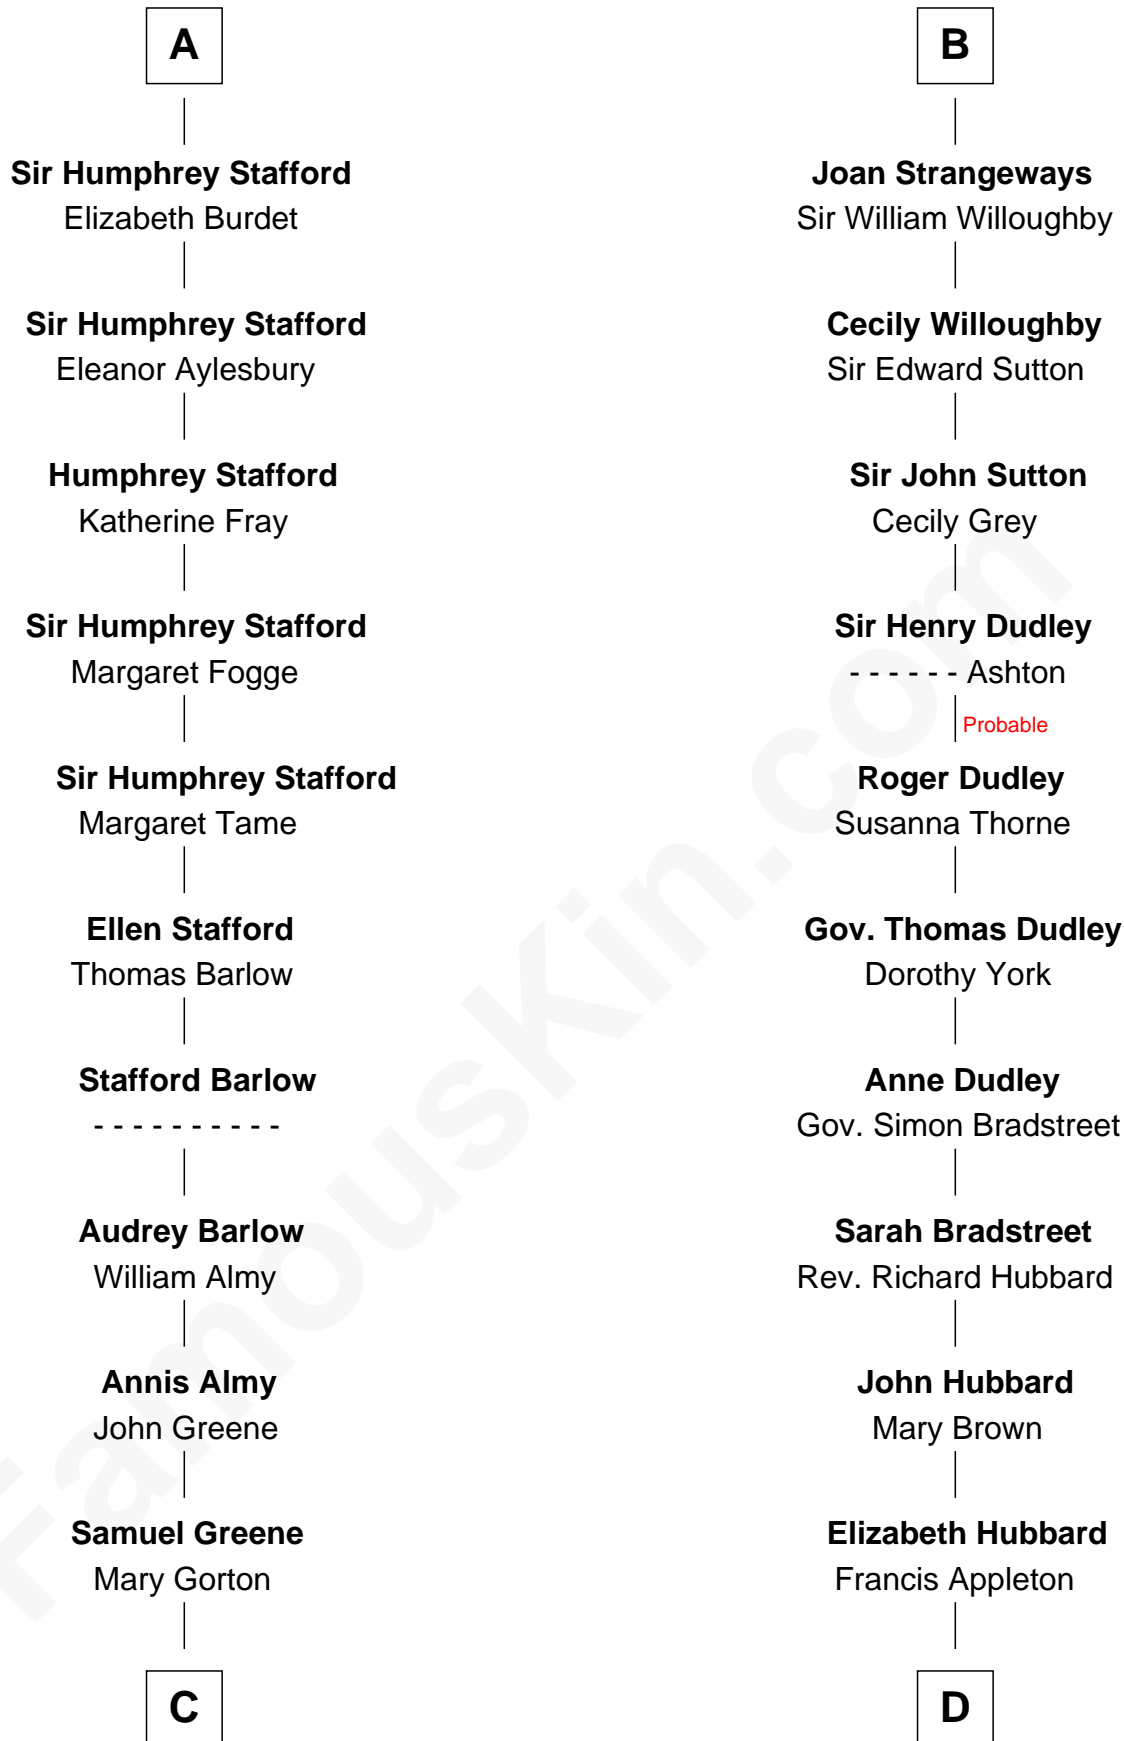 A
Sir Humphrey Stafford
Elizabeth Burdet
Sir Humphrey Stafford
Eleanor Aylesbury
Humphrey Stafford
Katherine Fray
Sir Humphrey Stafford
Margaret Fogge
Sir Humphrey Stafford
Margaret Tame
Ellen Stafford
Thomas Barlow
Stafford Barlow
- - - - - - - - - -
Audrey Barlow
William Almy
Annis Almy
John Greene
Samuel Greene
Mary Gorton
C
B
Joan Strangeways
Sir William Willoughby
Cecily Willoughby
Sir Edward Sutton
Sir John Sutton
Cecily Grey
Sir Henry Dudley
- - - - - - Ashton
Probable
Roger Dudley
Susanna Thorne
Gov. Thomas Dudley
Dorothy York
Anne Dudley
Gov. Simon Bradstreet
Sarah Bradstreet
Rev. Richard Hubbard
John Hubbard
Mary Brown
Elizabeth Hubbard
Francis Appleton
D
FamousKin.com